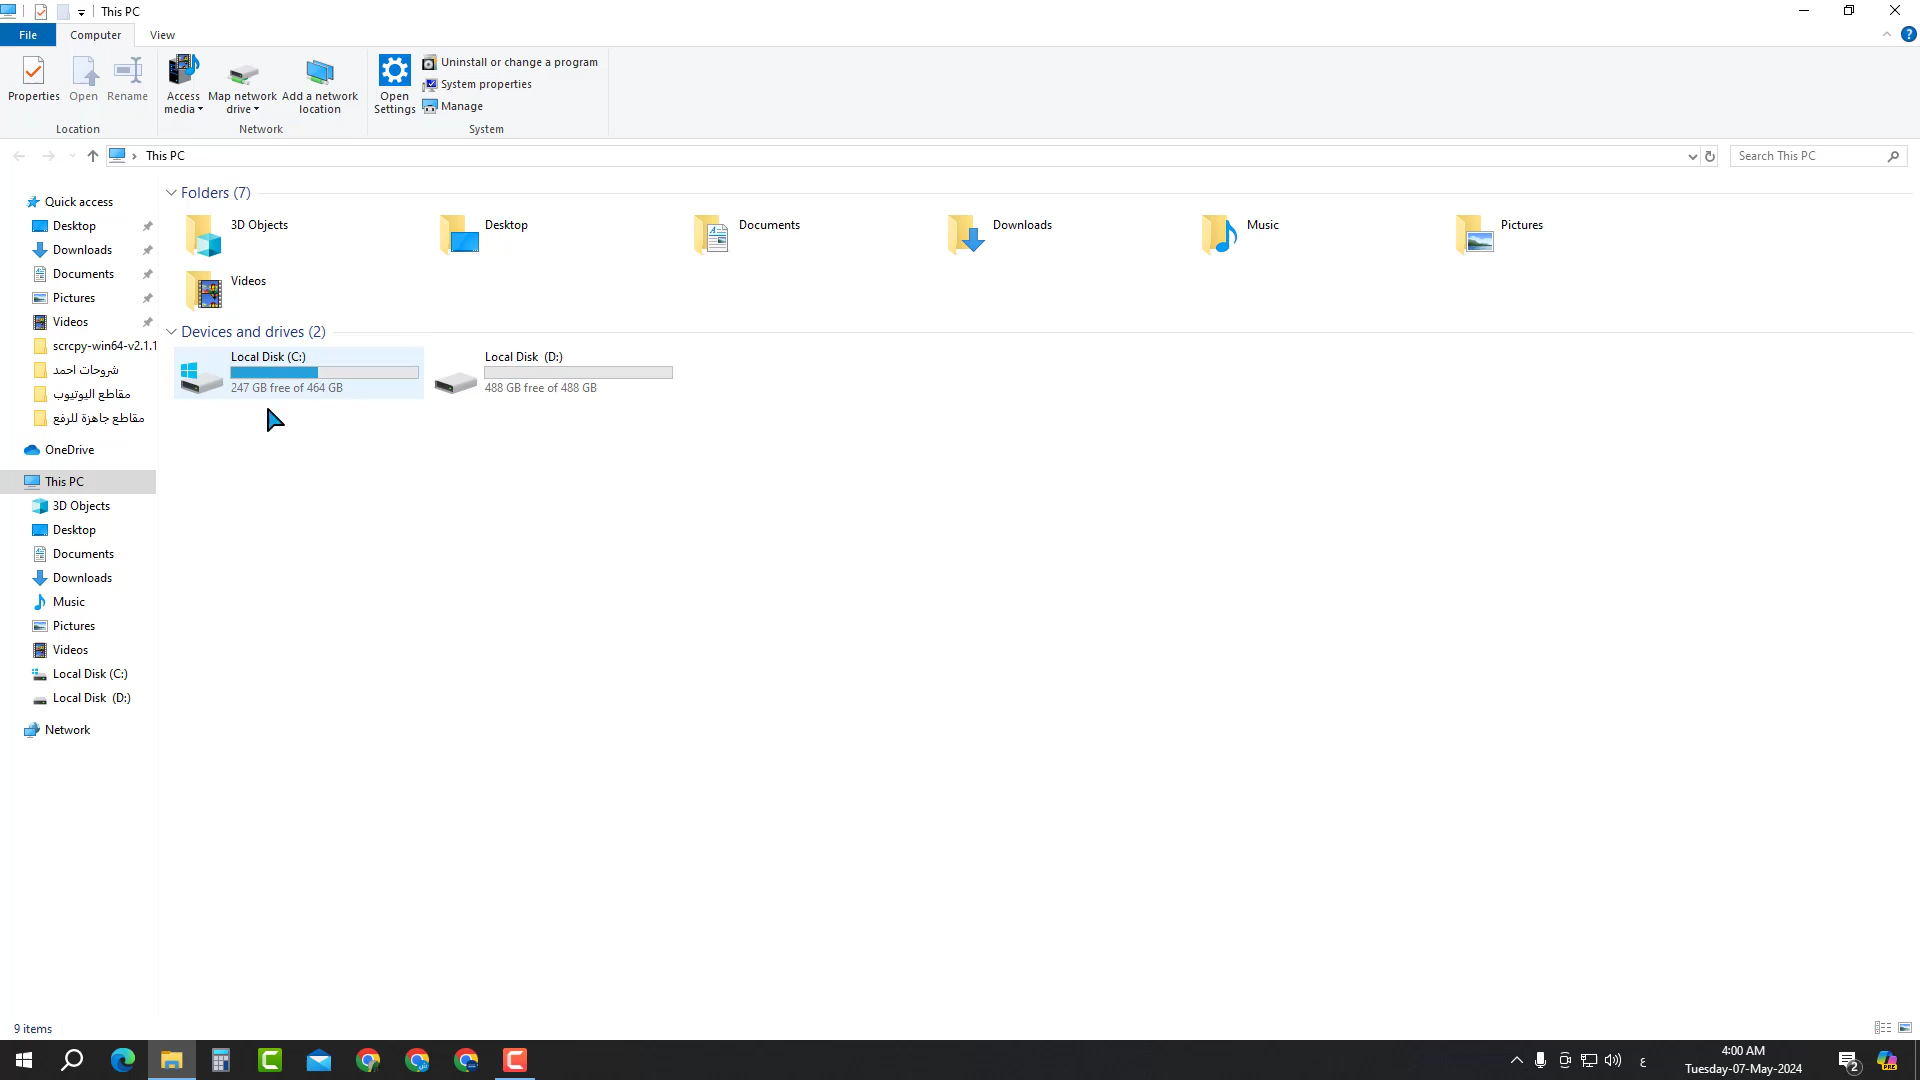 This PC
File
Computer
View
Properties
Open
Rename
Access media
Map network drive
Add a network location
Open Settings
Uninstall or change a program
System properties
Manage
Location
Network
System
This PC
Search This PC
Quick access
Desktop
Downloads
Documents
Pictures
Videos
scrcpy-win64-v2.1.1
شروحات احمد
مقاطع اليوتيوب
مقاطع جاهزة للرفع
OneDrive
This PC
3D Objects
Desktop
Documents
Downloads
Music
Pictures
Videos
Local Disk (C:)
Local Disk (D:)
Network
Folders (7)
3D Objects
Desktop
Documents
Downloads
Music
Pictures
Videos
Devices and drives (2)
Local Disk (C:)
247 GB free of 464 GB
Local Disk (D:)
488 GB free of 488 GB
9 items
ع
4:00 AM
Tuesday-07-May-2024
2
PRE